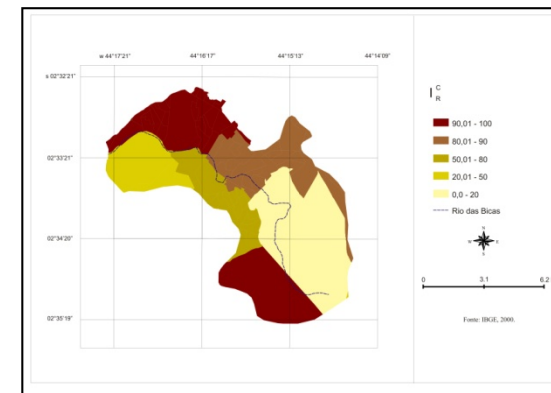 w 44°17'21" 44°16'17" 44°15'13" 44°14'09"
s 02°32'21"
02°33'21"
02°34'20"
02°35'19"
C
R
90,01 - 100
80,01 - 90
50,01 - 80
20,01 - 50
0,0 - 20
Rio das Bicas
N
W E
S
0 3.1 6.2
Fonte: IBGE, 2000.